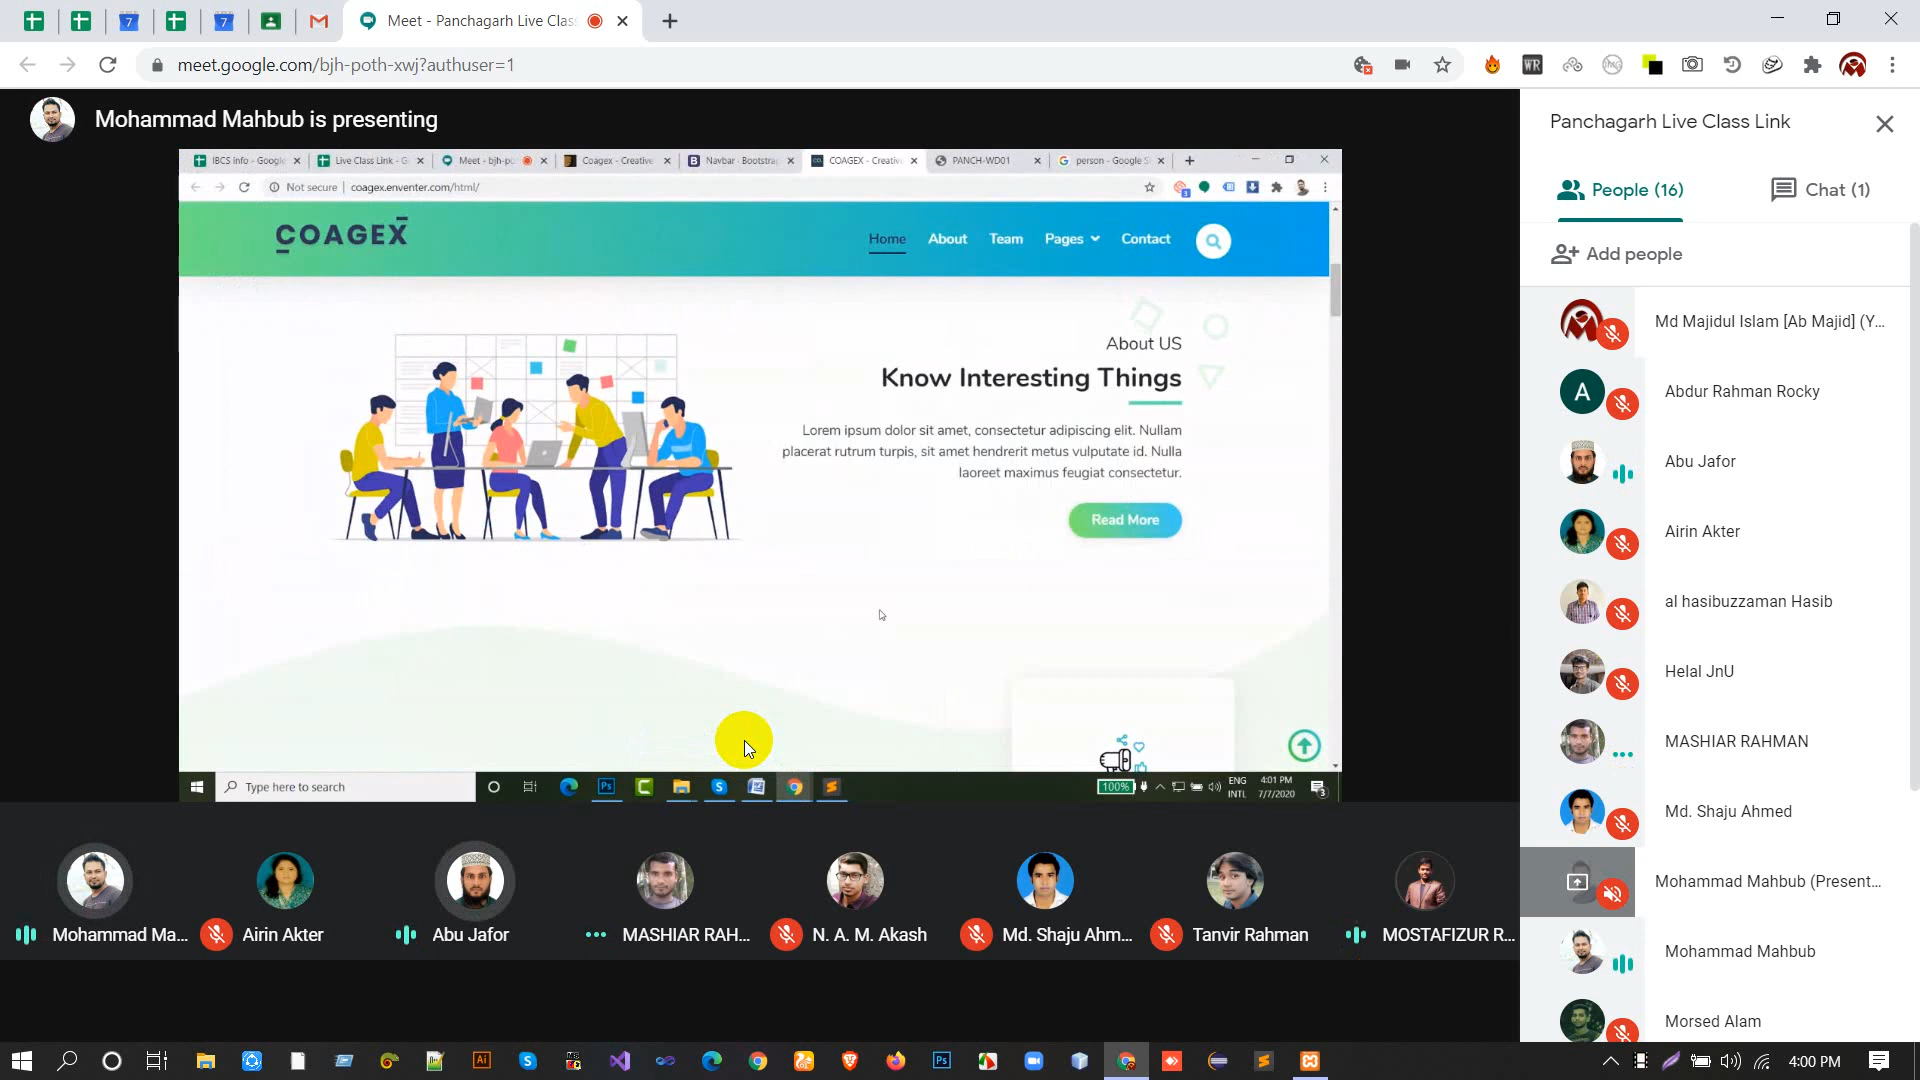 Meet - Panchagarh Live Clas
meet.google.com/bjh-poth-xwj?authuser=1
Mohammad Mahbub is presenting
IBCS info - Google
Live Class Link - G
Meet - bjh-po
Coagex - Creative
Navbar · Bootstra
COAGEX - Creativ
PANCH-WD01
person - Google S
Not secure | coagex.enventer.com/html/
COAGEX
Home
About
Team
Pages
Contact
About US
Know Interesting Things
Lorem ipsum dolor sit amet, consectetur adipiscing elit. Nullam
placerat rutrum turpis, sit amet hendrerit metus vulputate id. Nulla
laoreet maximus feugiat consectetur.
Read More
Type here to search
100%
ENG
INTL
4:01 PM
7/7/2020
Mohammad Ma...
Airin Akter
Abu Jafor
MASHIAR RAH...
N. A. M. Akash
Md. Shaju Ahm...
Tanvir Rahman
MOSTAFIZUR R...
Panchagarh Live Class Link
People (16)
Chat (1)
Add people
Md Majidul Islam [Ab Majid] (Y...
A
Abdur Rahman Rocky
Abu Jafor
Airin Akter
al hasibuzzaman Hasib
Helal JnU
MASHIAR RAHMAN
Md. Shaju Ahmed
Mohammad Mahbub (Present...
Mohammad Mahbub
Morsed Alam
4:00 PM